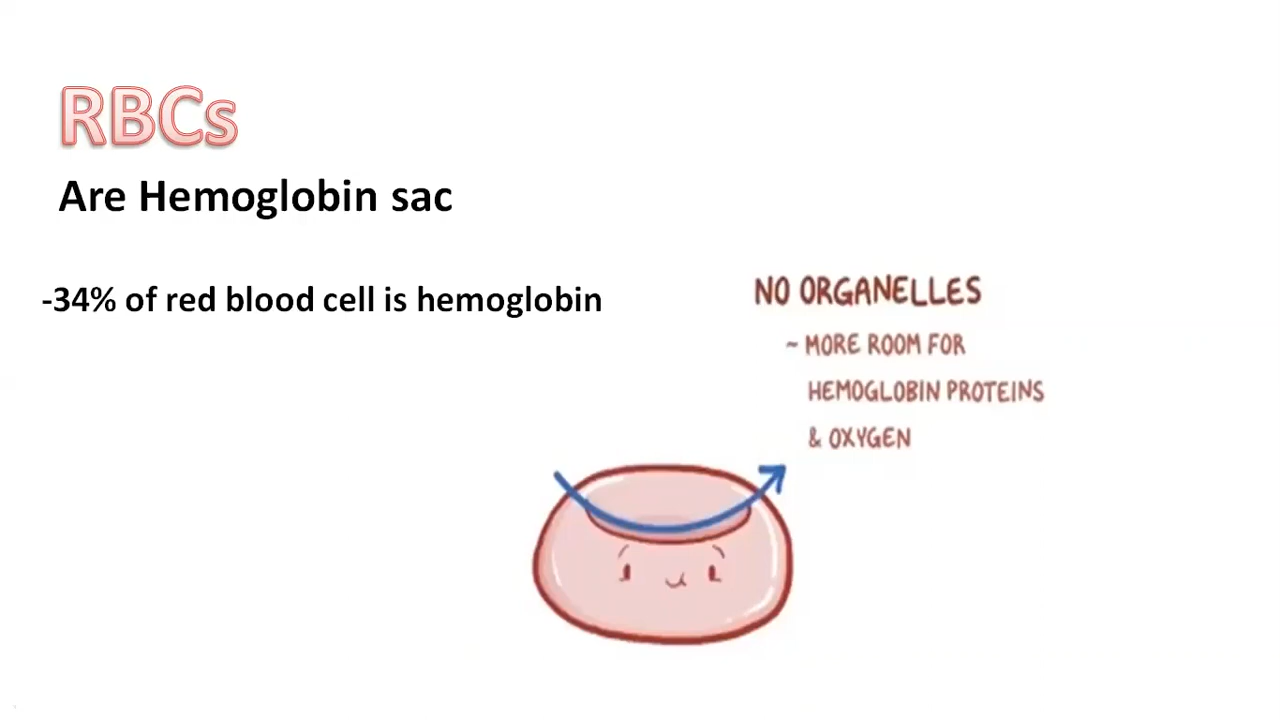 RBCs
Are Hemoglobin sac
-34% of red blood cell is hemoglobin
NO ORGANELLES
~ MORE ROOM FOR
HEMOGLOBIN PROTEINS
& OXYGEN